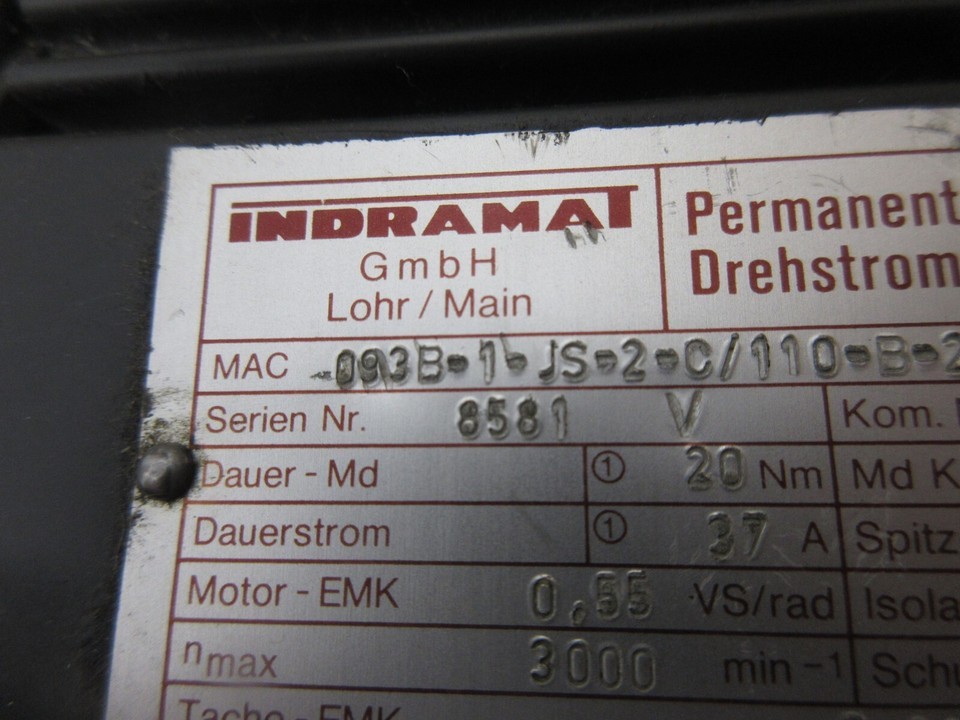 INDRAMAT
GmbH
Lohr / Main
Permanent
Drehstrom
MAC 093B-1-JS-2-C/110-B-2
Serien Nr. 8581 V Kom.
Dauer - Md ① 20 Nm Md K
Dauerstrom ① 37 A Spitz
Motor - EMK 0,55 VS/rad Isola
nmax 3000 min -1 Schu
Tacho - EMK